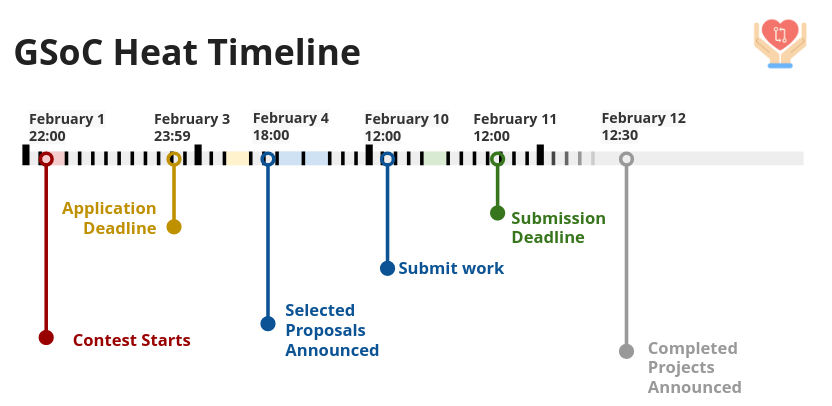 GSoC Heat Timeline
February 1
22:00
February 3
23:59
February 4
18:00
February 10
12:00
February 11
12:00
February 12
12:30
Application
Deadline
Submission
Deadline
Submit work
Selected
Proposals
Announced
Contest Starts
Completed
Projects
Announced